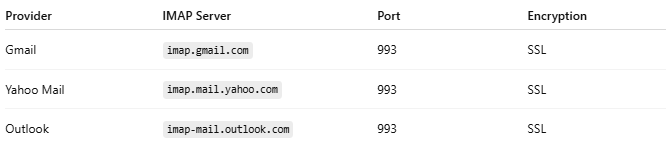 Provider IMAP Server Port Encryption
Gmail imap.gmail.com 993 SSL
Yahoo Mail imap.mail.yahoo.com 993 SSL
Outlook imap-mail.outlook.com 993 SSL